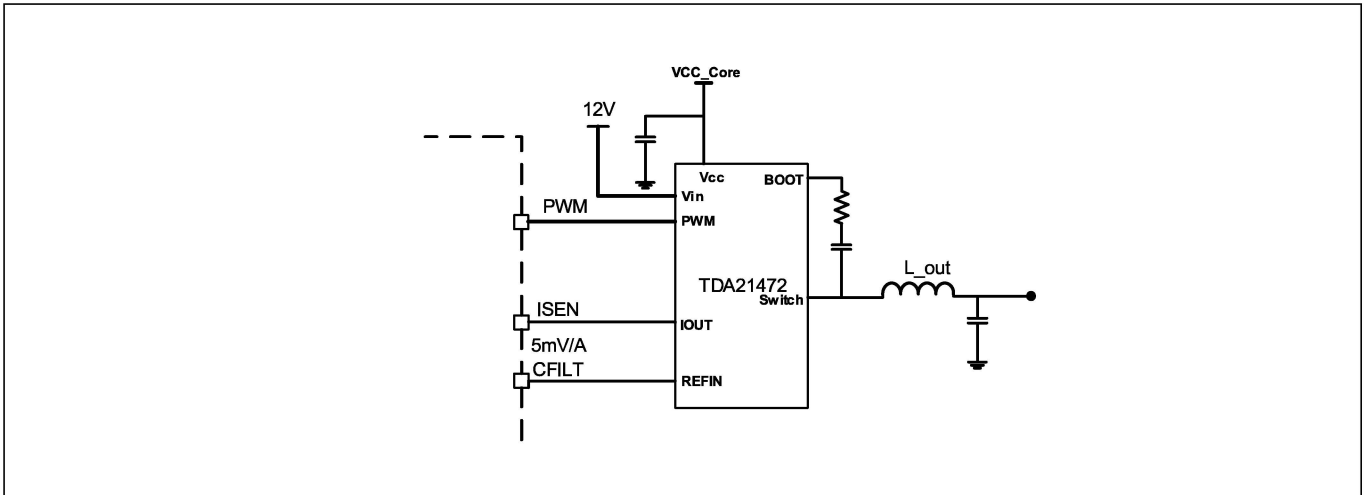 VCC_Core
12V
Vcc
BOOT
Vin
PWM
PWM
L_out
TDA21472
Switch
ISEN
IOUT
5mV/A
CFILT
REFIN